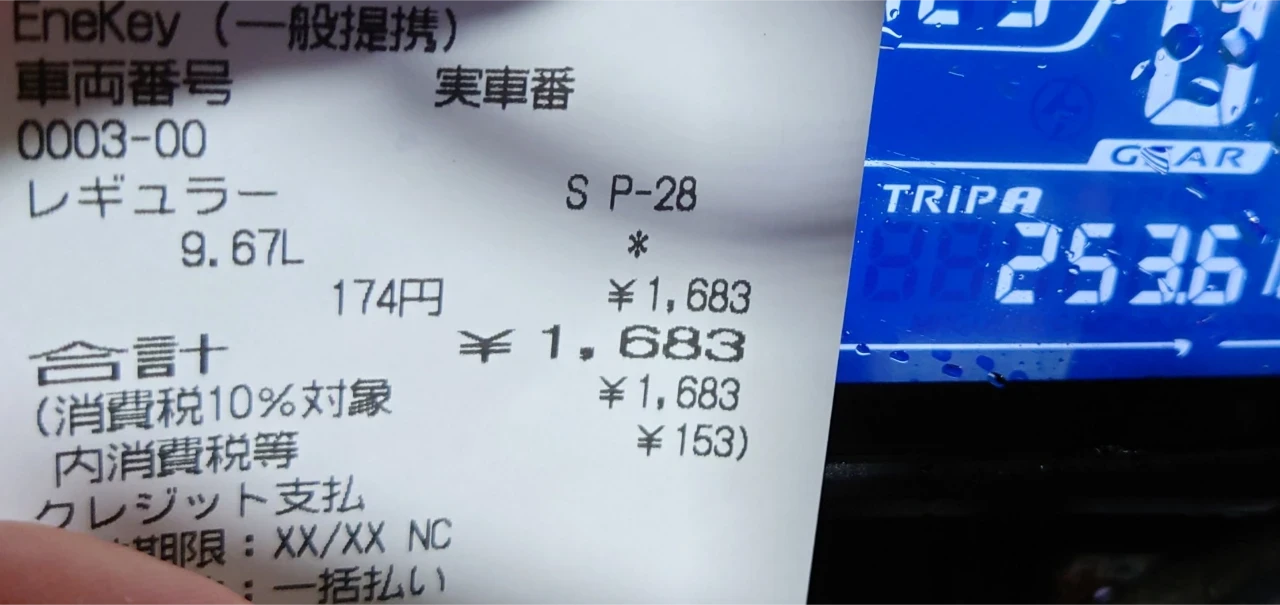 EneKey (一般提携)
車両番号 実車番
0003-00
レギュラー S P-28
9.67L *
174円 ¥1,683
合計 ¥1,683
(消費税10%対象 ¥1,683
内消費税等 ¥153)
クレジット支払
期限:XX/XX NC
:一括払い
GEAR
TRIP A
253.6